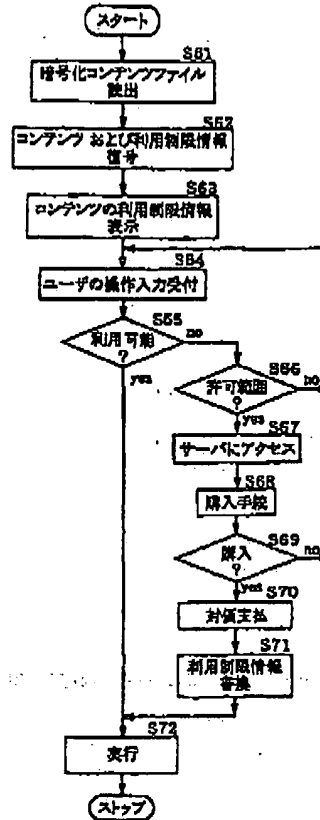 スタート
S61
暗号化コンテンツファイル
読出
S62
コンテンツ および利用制限情報
復号
S63
コンテンツの利用制限情報
表示
S64
ユーザの操作入力受付
S65
利用可能
?
no
yes
S66
許可範囲
?
no
yes
S67
サーバにアクセス
S68
購入手続
S69
購入
?
no
yes
S70
対価支払
S71
利用制限情報
書換
S72
実行
ストップ